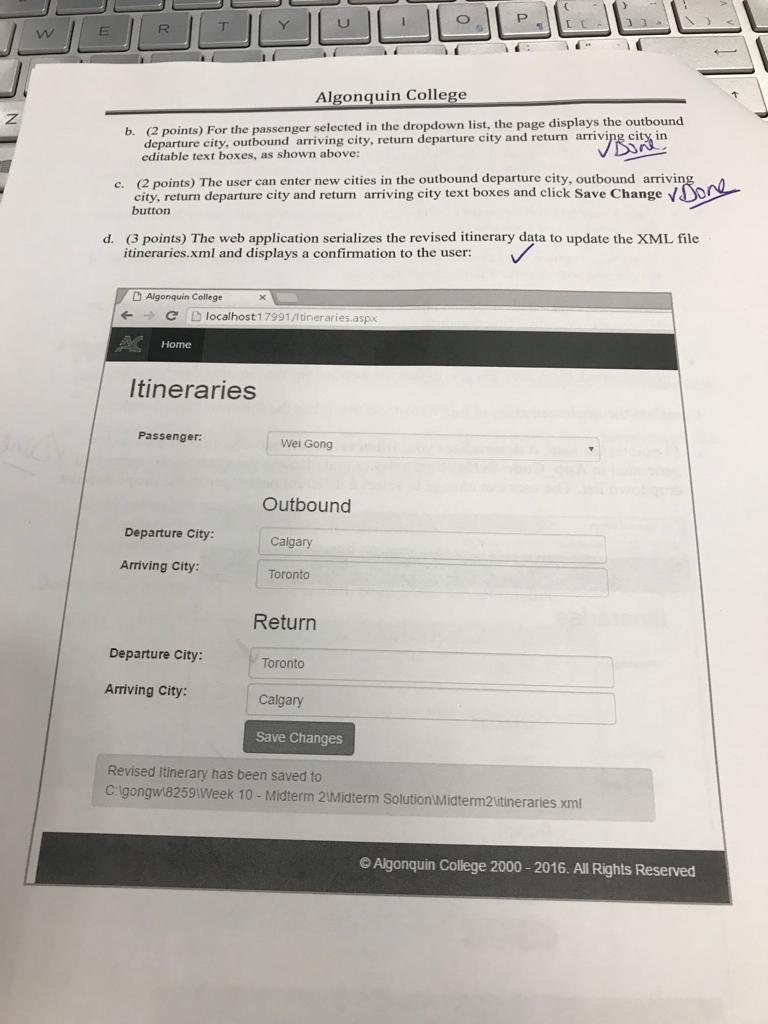 W E R T Y U I O P { [ [ } ] ] \
Z
Algonquin College
b. (2 points) For the passenger selected in the dropdown list, the page displays the outbound
departure city, outbound arriving city, return departure city and return arriving city in
editable text boxes, as shown above:
✓Done.
c. (2 points) The user can enter new cities in the outbound departure city, outbound arriving
city, return departure city and return arriving city text boxes and click Save Change
✓Done
button
d. (3 points) The web application serializes the revised itinerary data to update the XML file
itineraries.xml and displays a confirmation to the user:
✓
Algonquin College ×
localhost:17991/Itineraries.aspx
AC Home
Itineraries
Passenger: Wei Gong
Outbound
Departure City: Calgary
Arriving City: Toronto
Return
Departure City: Toronto
Arriving City: Calgary
Save Changes
Revised Itinerary has been saved to
C:\gongw\8259\Week 10 - Midterm 2\Midterm Solution\Midterm2\itineraries.xml
© Algonquin College 2000 - 2016. All Rights Reserved